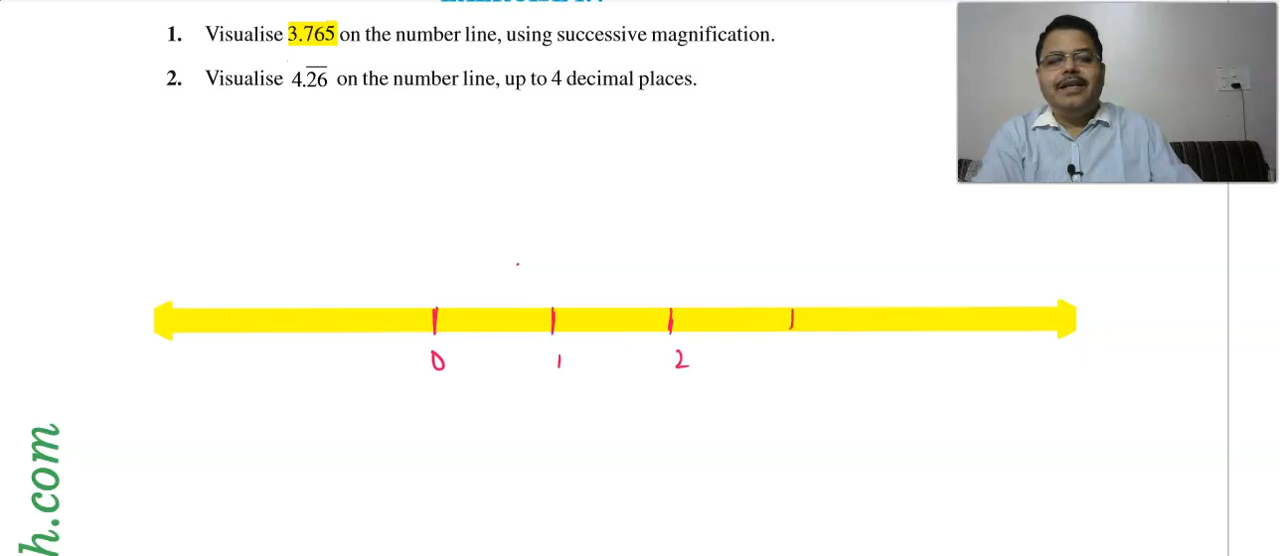 1. Visualise 3.765 on the number line, using successive magnification.
2. Visualise 4.2̅6̅ on the number line, up to 4 decimal places.
0 1 2
h.com